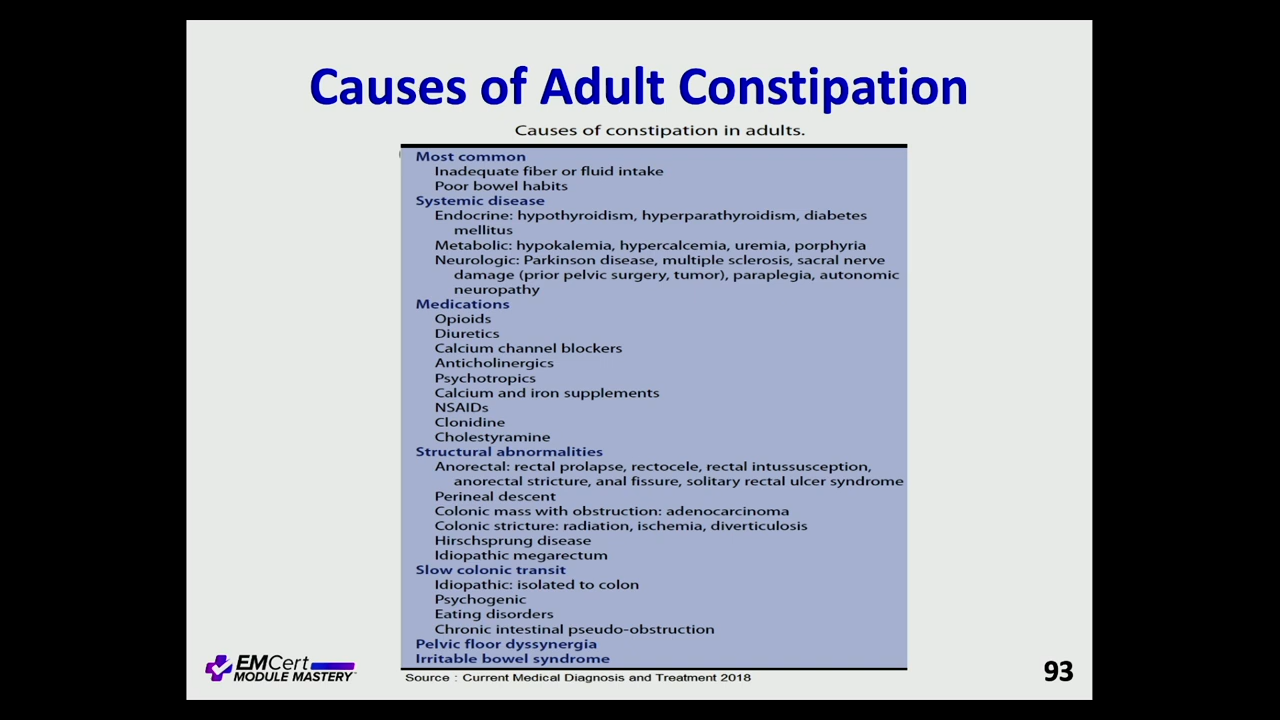 Causes of Adult Constipation
Causes of constipation in adults.
Most common
Inadequate fiber or fluid intake
Poor bowel habits
Systemic disease
Endocrine: hypothyroidism, hyperparathyroidism, diabetes
mellitus
Metabolic: hypokalemia, hypercalcemia, uremia, porphyria
Neurologic: Parkinson disease, multiple sclerosis, sacral nerve
damage (prior pelvic surgery, tumor), paraplegia, autonomic
neuropathy
Medications
Opioids
Diuretics
Calcium channel blockers
Anticholinergics
Psychotropics
Calcium and iron supplements
NSAIDs
Clonidine
Cholestyramine
Structural abnormalities
Anorectal: rectal prolapse, rectocele, rectal intussusception,
anorectal stricture, anal fissure, solitary rectal ulcer syndrome
Perineal descent
Colonic mass with obstruction: adenocarcinoma
Colonic stricture: radiation, ischemia, diverticulosis
Hirschsprung disease
Idiopathic megarectum
Slow colonic transit
Idiopathic: isolated to colon
Psychogenic
Eating disorders
Chronic intestinal pseudo-obstruction
Pelvic floor dyssynergia
Irritable bowel syndrome
Source : Current Medical Diagnosis and Treatment 2018
EMCert
MODULE MASTERY™
93